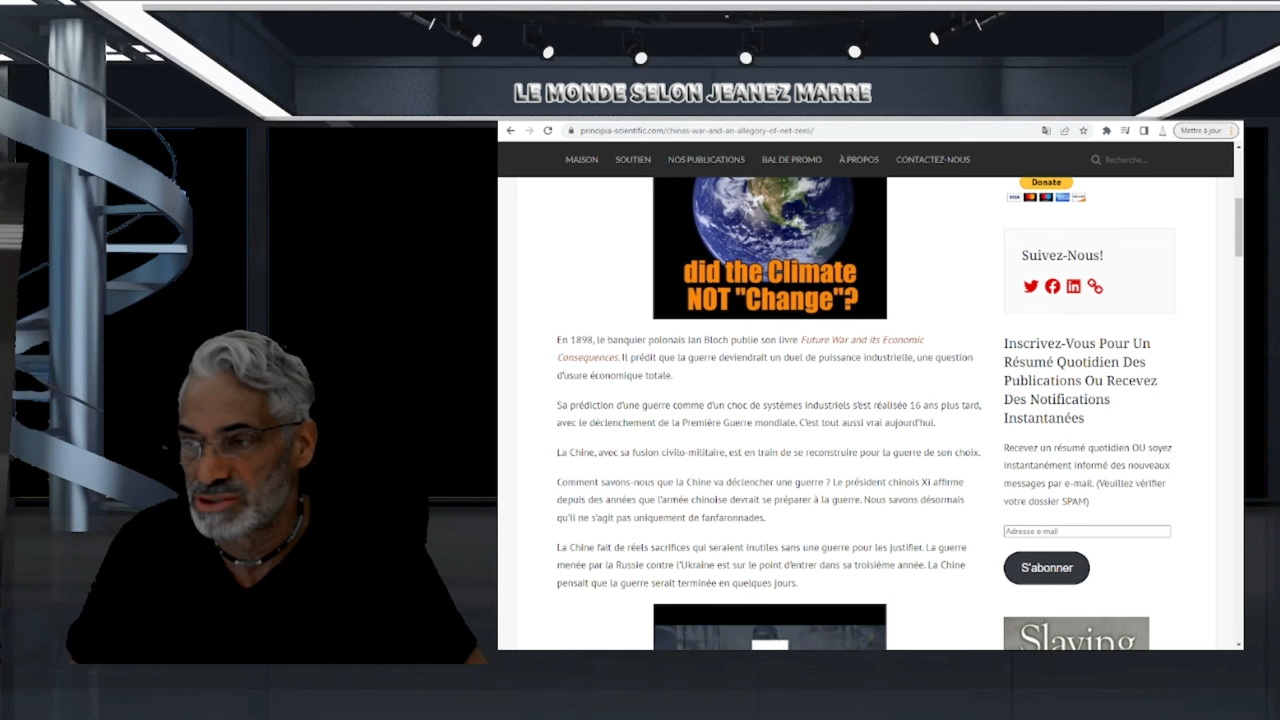 LE MONDE SELON JEANEZ MARRE
principia-scientific.com/chinas-war-and-an-allegory-of-net-zero/
Mettre à jour
MAISON SOUTIEN NOS PUBLICATIONS BAL DE PROMO À PROPOS CONTACTEZ-NOUS
Recherche...
did the Climate
NOT "Change"?
En 1898, le banquier polonais Jan Bloch publie son livre Future War and its Economic
Consequences. Il prédit que la guerre deviendrait un duel de puissance industrielle, une question
d'usure économique totale.
Sa prédiction d'une guerre comme d'un choc de systèmes industriels s'est réalisée 16 ans plus tard,
avec le déclenchement de la Première Guerre mondiale. C'est tout aussi vrai aujourd'hui.
La Chine, avec sa fusion civilo-militaire, est en train de se reconstruire pour la guerre de son choix.
Comment savons-nous que la Chine va déclencher une guerre ? Le président chinois Xi affirme
depuis des années que l'armée chinoise devrait se préparer à la guerre. Nous savons désormais
qu'il ne s'agit pas uniquement de fanfaronnades.
La Chine fait de réels sacrifices qui seraient inutiles sans une guerre pour les justifier. La guerre
menée par la Russie contre l'Ukraine est sur le point d'entrer dans sa troisième année. La Chine
pensait que la guerre serait terminée en quelques jours.
Donate
VISA
Suivez-Nous!
Inscrivez-Vous Pour Un
Résumé Quotidien Des
Publications Ou Recevez
Des Notifications
Instantanées
Recevez un résumé quotidien OU soyez
instantanément informé des nouveaux
messages par e-mail. (Veuillez vérifier
votre dossier SPAM)
Adresse e-mail
S'abonner
Slaying